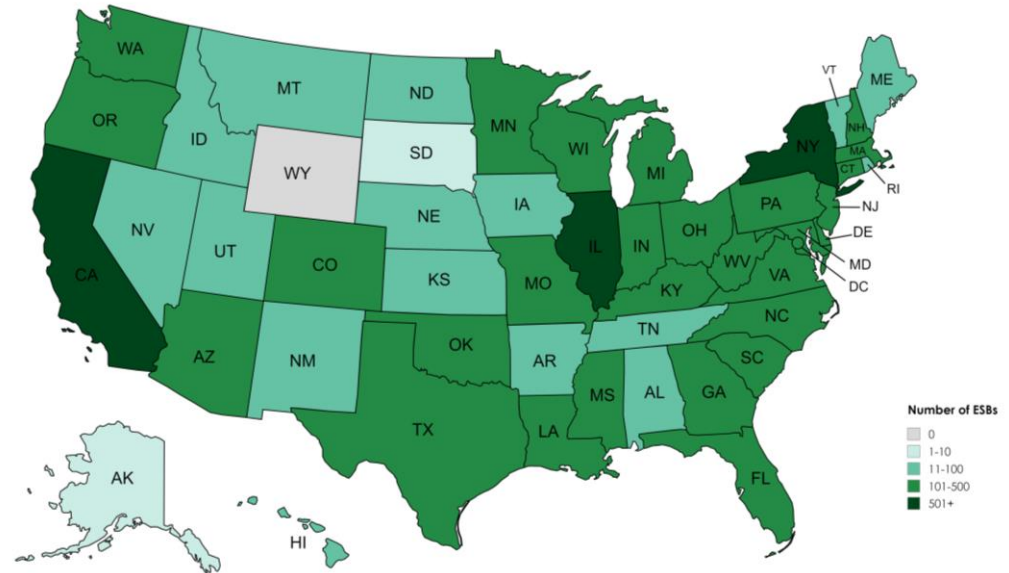 WA
OR
CA
NV
ID
MT
WY
UT
AZ
CO
NM
ND
SD
NE
KS
OK
TX
MN
IA
MO
AR
LA
WI
IL
MI
IN
OH
KY
TN
MS
AL
GA
FL
SC
NC
VA
WV
PA
NY
VT
NH
ME
MA
CT
RI
NJ
DE
MD
DC
AK
HI
Number of ESBs
0
1-10
11-100
101-500
501+